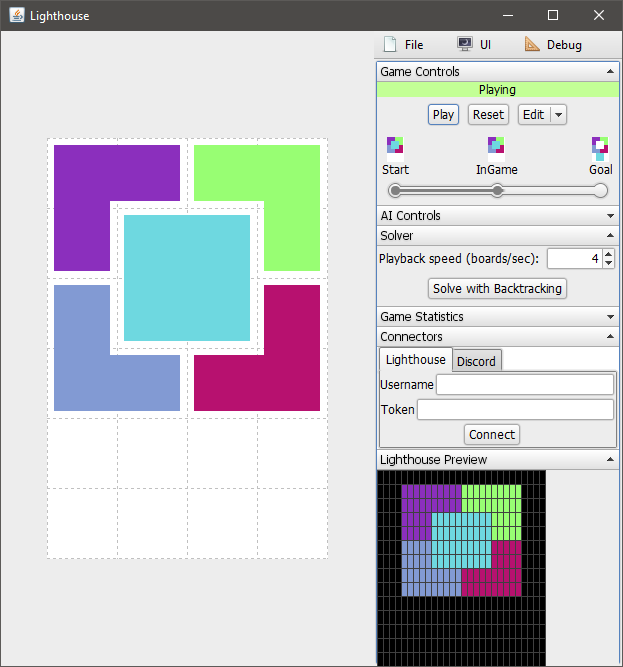 Lighthouse
File UI Debug
Game Controls
Playing
Play Reset Edit
Start InGame Goal
AI Controls
Solver
Playback speed (boards/sec): 4
Solve with Backtracking
Game Statistics
Connectors
Lighthouse Discord
Username
Token
Connect
Lighthouse Preview